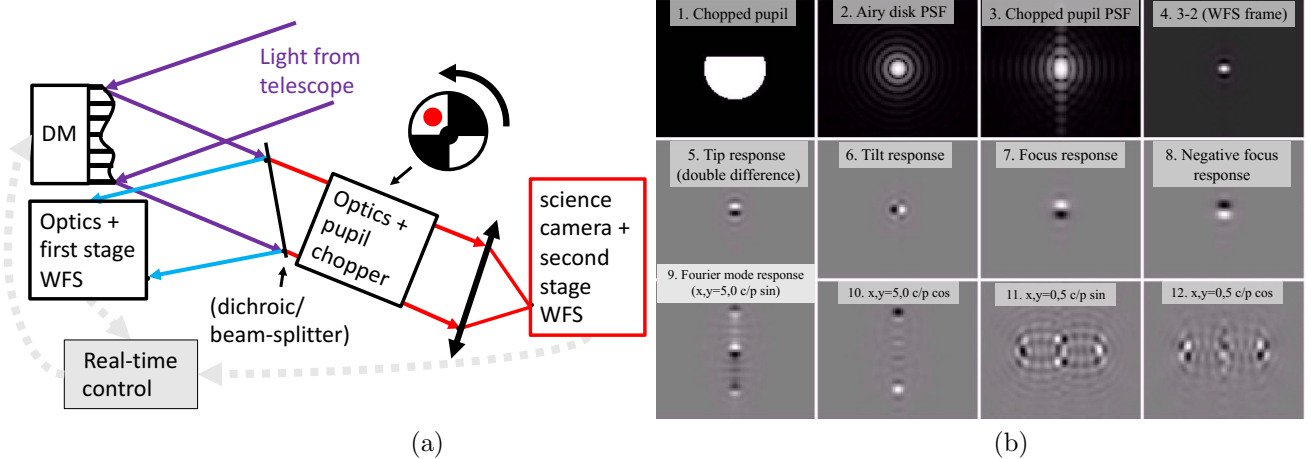 Light from
telescope
DM
Optics +
first stage
WFS
Optics +
pupil
chopper
science
camera +
second
stage
WFS
(dichroic/
beam-splitter)
Real-time
control
(a)
1. Chopped pupil
2. Airy disk PSF
3. Chopped pupil PSF
4. 3-2 (WFS frame)
5. Tip response
(double difference)
6. Tilt response
7. Focus response
8. Negative focus
response
9. Fourier mode response
(x,y=5,0 c/p sin)
10. x,y=5,0 c/p cos
11. x,y=0,5 c/p sin
12. x,y=0,5 c/p cos
(b)